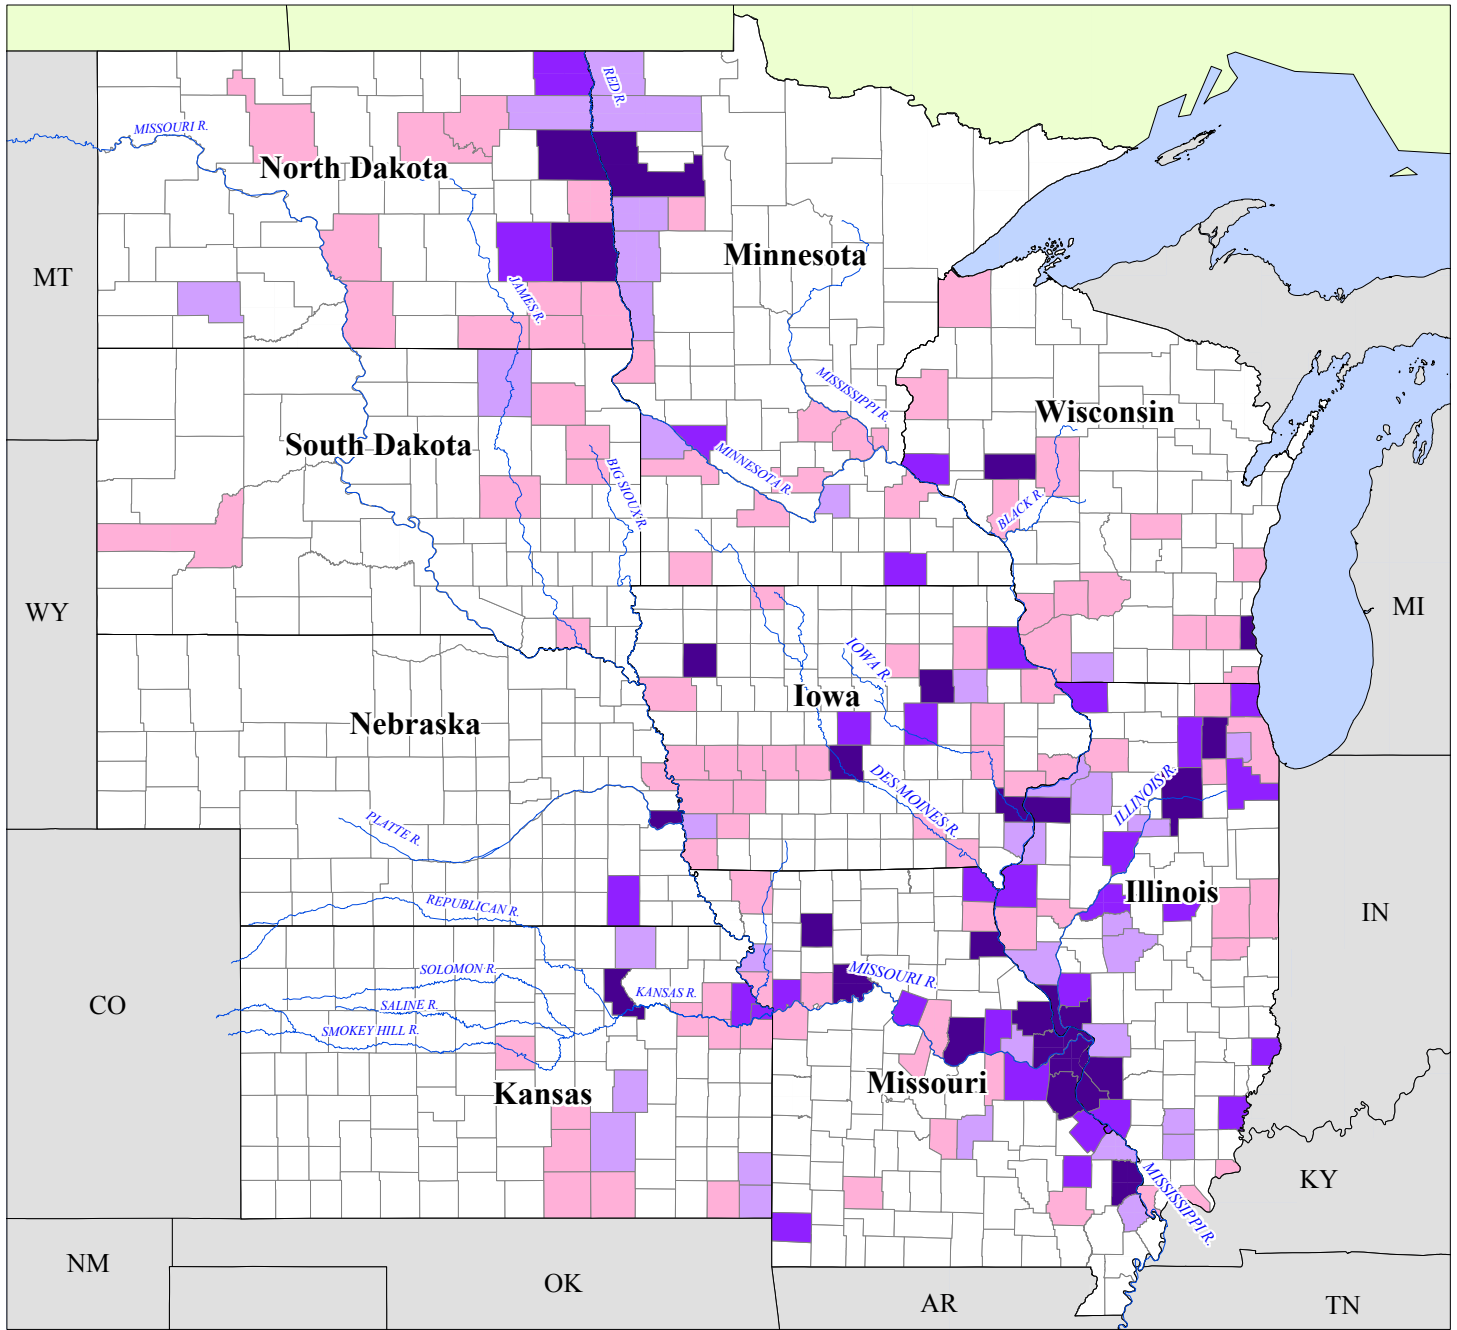 RED R.
MISSOURI R.
North Dakota
Minnesota
MT
JAMES R.
MISSISSIPPI R.
Wisconsin
South Dakota
MINNESOTA R.
BIG SIOUX R.
BLACK R.
WY
MI
IOWA R.
Iowa
Nebraska
DES MOINES R.
ILLINOIS R.
PLATTE R.
Illinois
REPUBLICAN R.
IN
SOLOMON R.
MISSOURI R.
KANSAS R.
CO
SALINE R.
SMOKEY HILL R.
Missouri
Kansas
KY
MISSISSIPPI R.
NM
OK
AR
TN